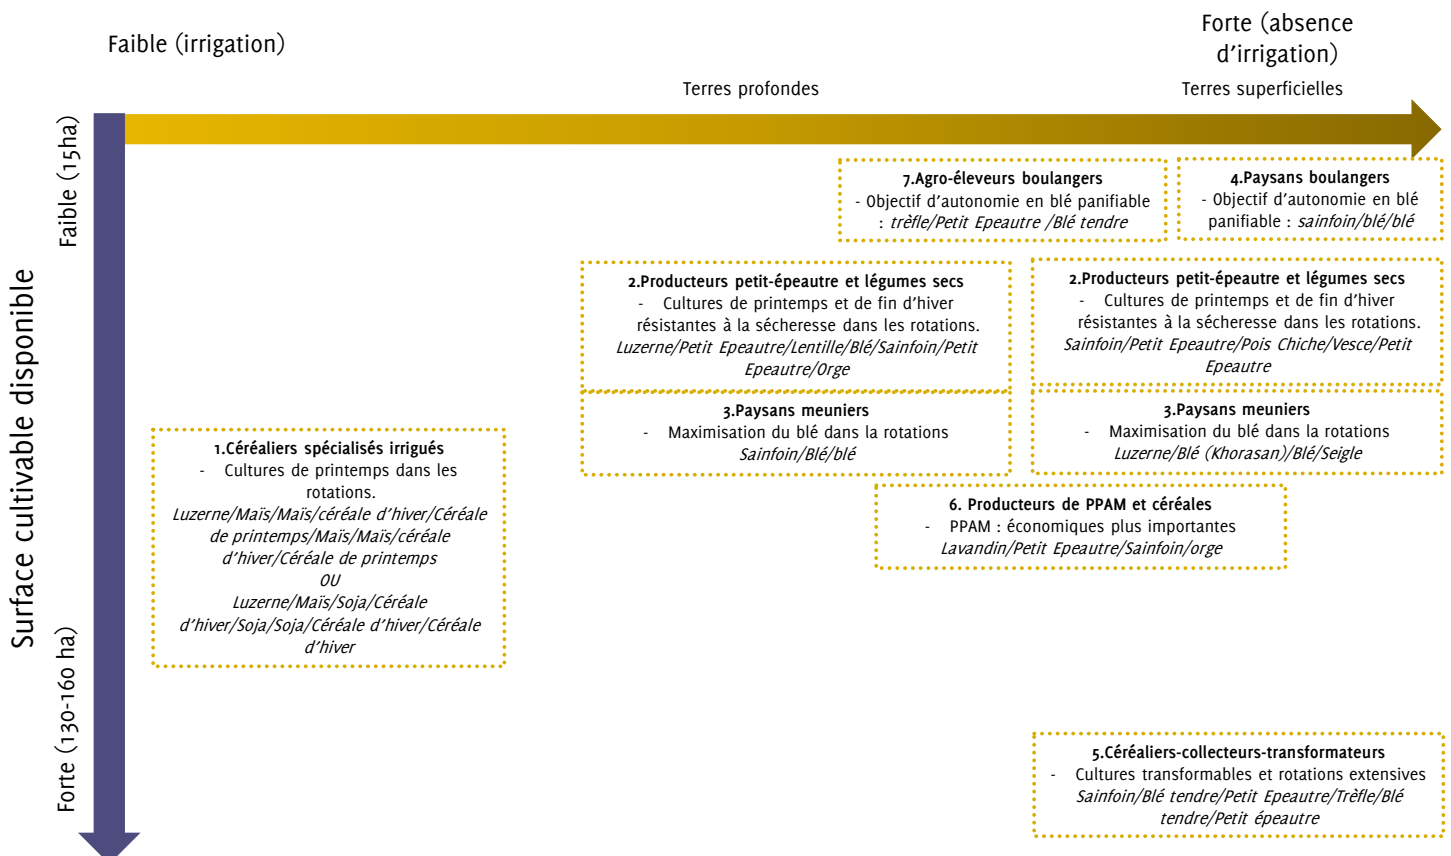 Faible (irrigation)
Forte (absence
d'irrigation)
Terres profondes
Terres superficielles
Surface cultivable disponible
Faible (15ha)
Forte (130-160 ha)
7.Agro-éleveurs boulangers
- Objectif d'autonomie en blé panifiable
: trèfle/Petit Epeautre /Blé tendre
4.Paysans boulangers
- Objectif d'autonomie en blé
panifiable : sainfoin/blé/blé
2.Producteurs petit-épeautre et légumes secs
- Cultures de printemps et de fin d'hiver
résistantes à la sécheresse dans les rotations.
Luzerne/Petit Epeautre/Lentille/Blé/Sainfoin/Petit
Epeautre/Orge
2.Producteurs petit-épeautre et légumes secs
- Cultures de printemps et de fin d'hiver
résistantes à la sécheresse dans les rotations.
Sainfoin/Petit Epeautre/Pois Chiche/Vesce/Petit
Epeautre
3.Paysans meuniers
- Maximisation du blé dans la rotations
Sainfoin/Blé/blé
3.Paysans meuniers
- Maximisation du blé dans la rotations
Luzerne/Blé (Khorasan)/Blé/Seigle
1.Céréaliers spécialisés irrigués
- Cultures de printemps dans les
rotations.
Luzerne/Maïs/Maïs/céréale d'hiver/Céréale
de printemps/Maïs/Maïs/céréale
d'hiver/Céréale de printemps
OU
Luzerne/Maïs/Soja/Céréale
d'hiver/Soja/Soja/Céréale d'hiver/Céréale
d'hiver
6. Producteurs de PPAM et céréales
- PPAM : économiques plus importantes
Lavandin/Petit Epeautre/Sainfoin/orge
5.Céréaliers-collecteurs-transformateurs
- Cultures transformables et rotations extensives
Sainfoin/Blé tendre/Petit Epeautre/Trèfle/Blé
tendre/Petit épeautre